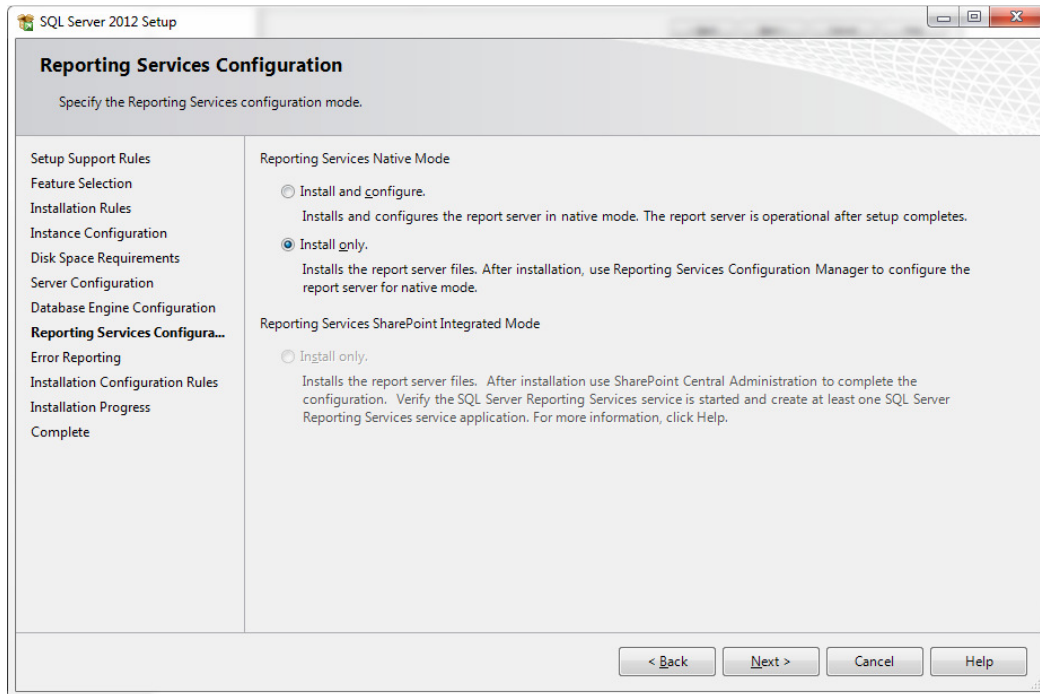 SQL Server 2012 Setup
Reporting Services Configuration
Specify the Reporting Services configuration mode.
Setup Support Rules
Feature Selection
Installation Rules
Instance Configuration
Disk Space Requirements
Server Configuration
Database Engine Configuration
Reporting Services Configura...
Error Reporting
Installation Configuration Rules
Installation Progress
Complete
Reporting Services Native Mode
Install and configure.
Installs and configures the report server in native mode. The report server is operational after setup completes.
Install only.
Installs the report server files. After installation, use Reporting Services Configuration Manager to configure the
report server for native mode.
Reporting Services SharePoint Integrated Mode
Install only.
Installs the report server files. After installation use SharePoint Central Administration to complete the
configuration. Verify the SQL Server Reporting Services service is started and create at least one SQL Server
Reporting Services service application. For more information, click Help.
< Back Next > Cancel Help